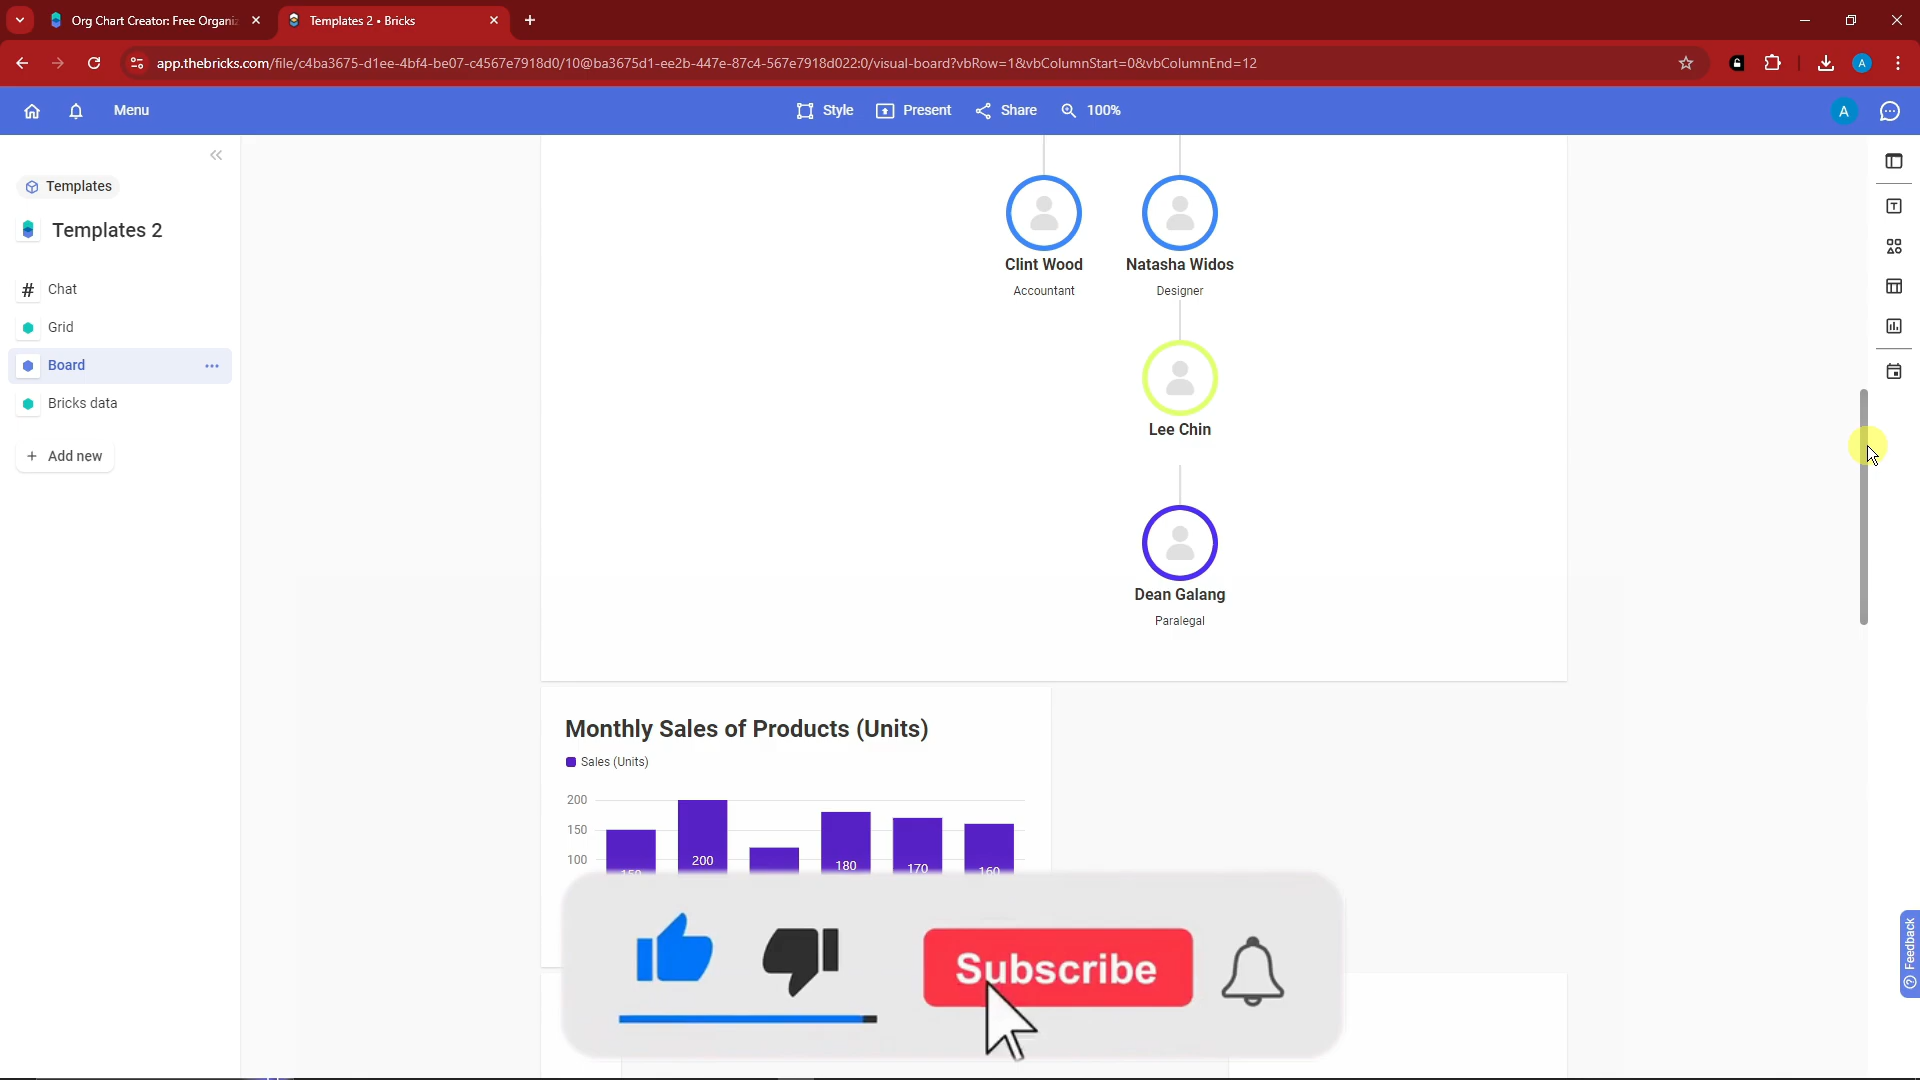 Org Chart Creator: Free Organiz
Templates 2 • Bricks
app.thebricks.com/file/c4ba3675-d1ee-4bf4-be07-c4567e7918d0/10@ba3675d1-ee2b-447e-87c4-567e7918d022:0/visual-board?vbRow=1&vbColumnStart=0&vbColumnEnd=12
A
Menu
Style
Present
Share
100%
A
Templates
Templates 2
# Chat
Grid
Board
Bricks data
+ Add new
Clint Wood
Accountant
Natasha Widos
Designer
Lee Chin
Dean Galang
Paralegal
Monthly Sales of Products (Units)
Sales (Units)
200
150
100
200
180
170
160
Subscribe
Feedback